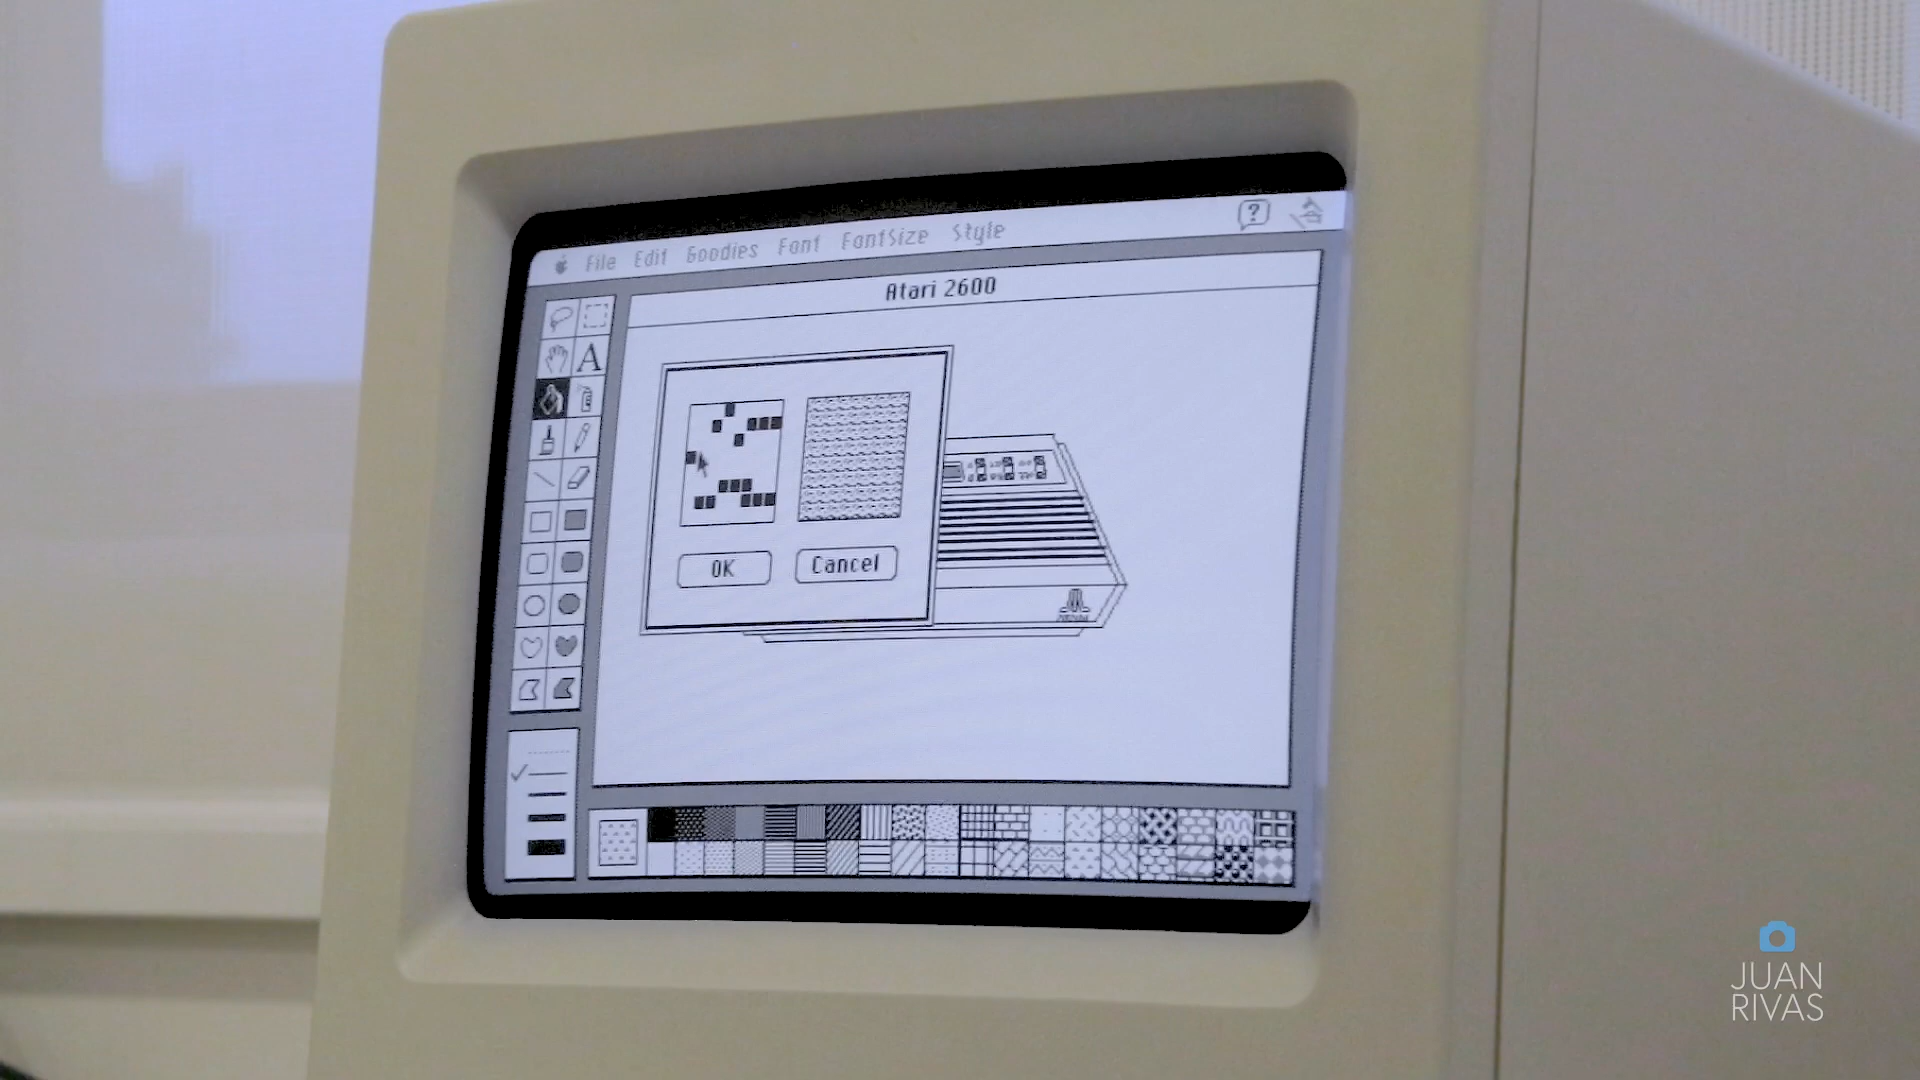 File Edit Goodies Font FontSize Style
?
Atari 2600
A
OK
Cancel
JUAN
RIVAS